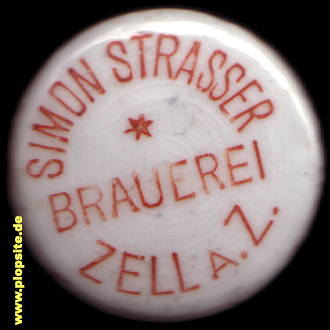 SIMON STRASSER
BRAUEREI
ZELL A. Z.
www.plopsite.de